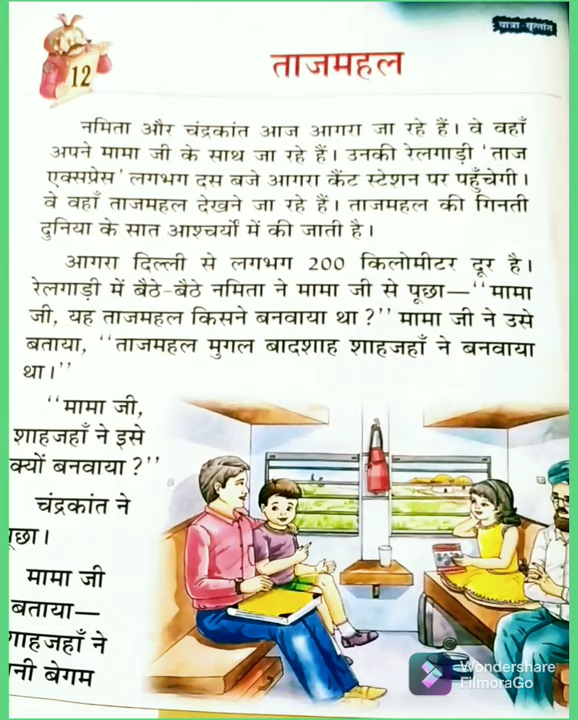 यात्रा-वृत्तांत
12
ताजमहल
नमिता और चंद्रकांत आज आगरा जा रहे हैं। वे वहाँ
अपने मामा जी के साथ जा रहे हैं। उनकी रेलगाड़ी ‘ताज
एक्सप्रेस’ लगभग दस बजे आगरा कैंट स्टेशन पर पहुँचेगी।
वे वहाँ ताजमहल देखने जा रहे हैं। ताजमहल की गिनती
दुनिया के सात आश्चर्यों में की जाती है।
आगरा दिल्ली से लगभग 200 किलोमीटर दूर है।
रेलगाड़ी में बैठे-बैठे नमिता ने मामा जी से पूछा—‘‘मामा
जी, यह ताजमहल किसने बनवाया था ?’’ मामा जी ने उसे
बताया, ‘‘ताजमहल मुगल बादशाह शाहजहाँ ने बनवाया
था।’’
‘‘मामा जी,
शाहजहाँ ने इसे
क्यों बनवाया ?’’
चंद्रकांत ने
पूछा।
मामा जी
बताया—
शाहजहाँ ने
नी बेगम
Wondershare
FilmoraGo